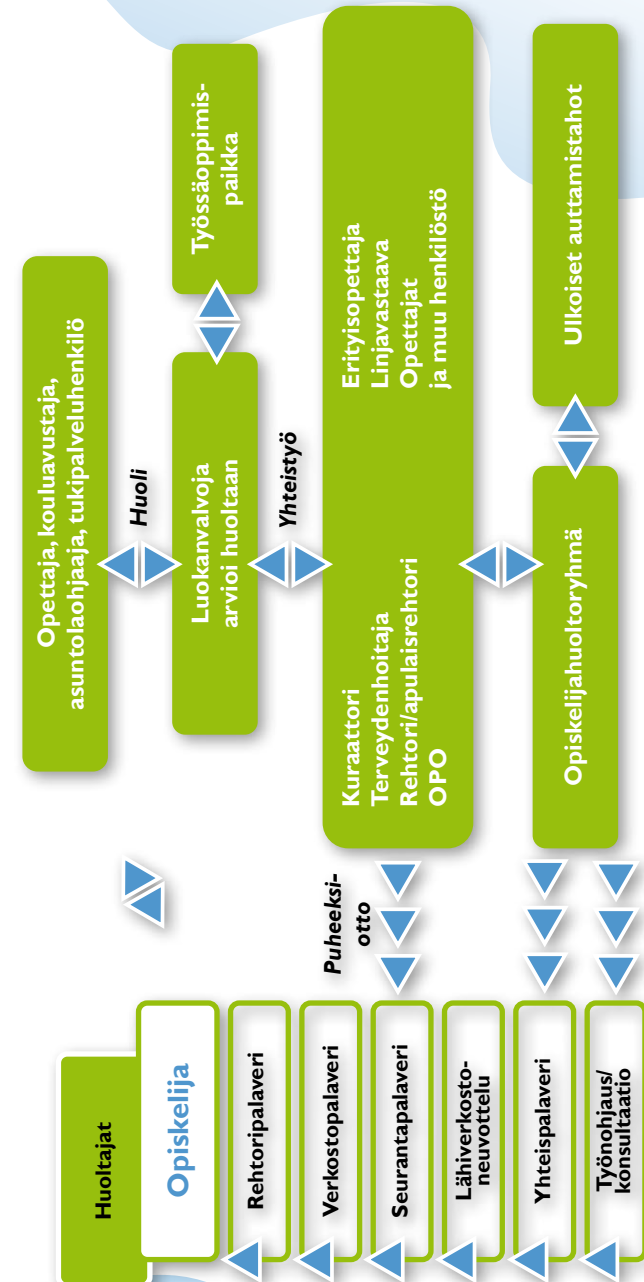 Huoltajat
Opiskelija
Rehtoripalaveri
Verkostopalaveri
Seurantapalaveri
Lähiverkosto-
neuvottelu
Yhteispalaveri
Työnohjaus/
konsultaatio
Puheeksi-
otto
Opettaja, kouluavustaja,
asuntolaohjaaja, tukipalveluhenkilö
Huoli
Luokanvalvoja
arvioi huoltaan
Työssäoppimis-
paikka
Yhteistyö
Kuraattori
Terveydenhoitaja
Rehtori/apulaisrehtori
OPO
Erityisopettaja
Linjavastaava
Opettajat
ja muu henkilöstö
Opiskelijahuoltoryhmä
Ulkoiset auttamistahot